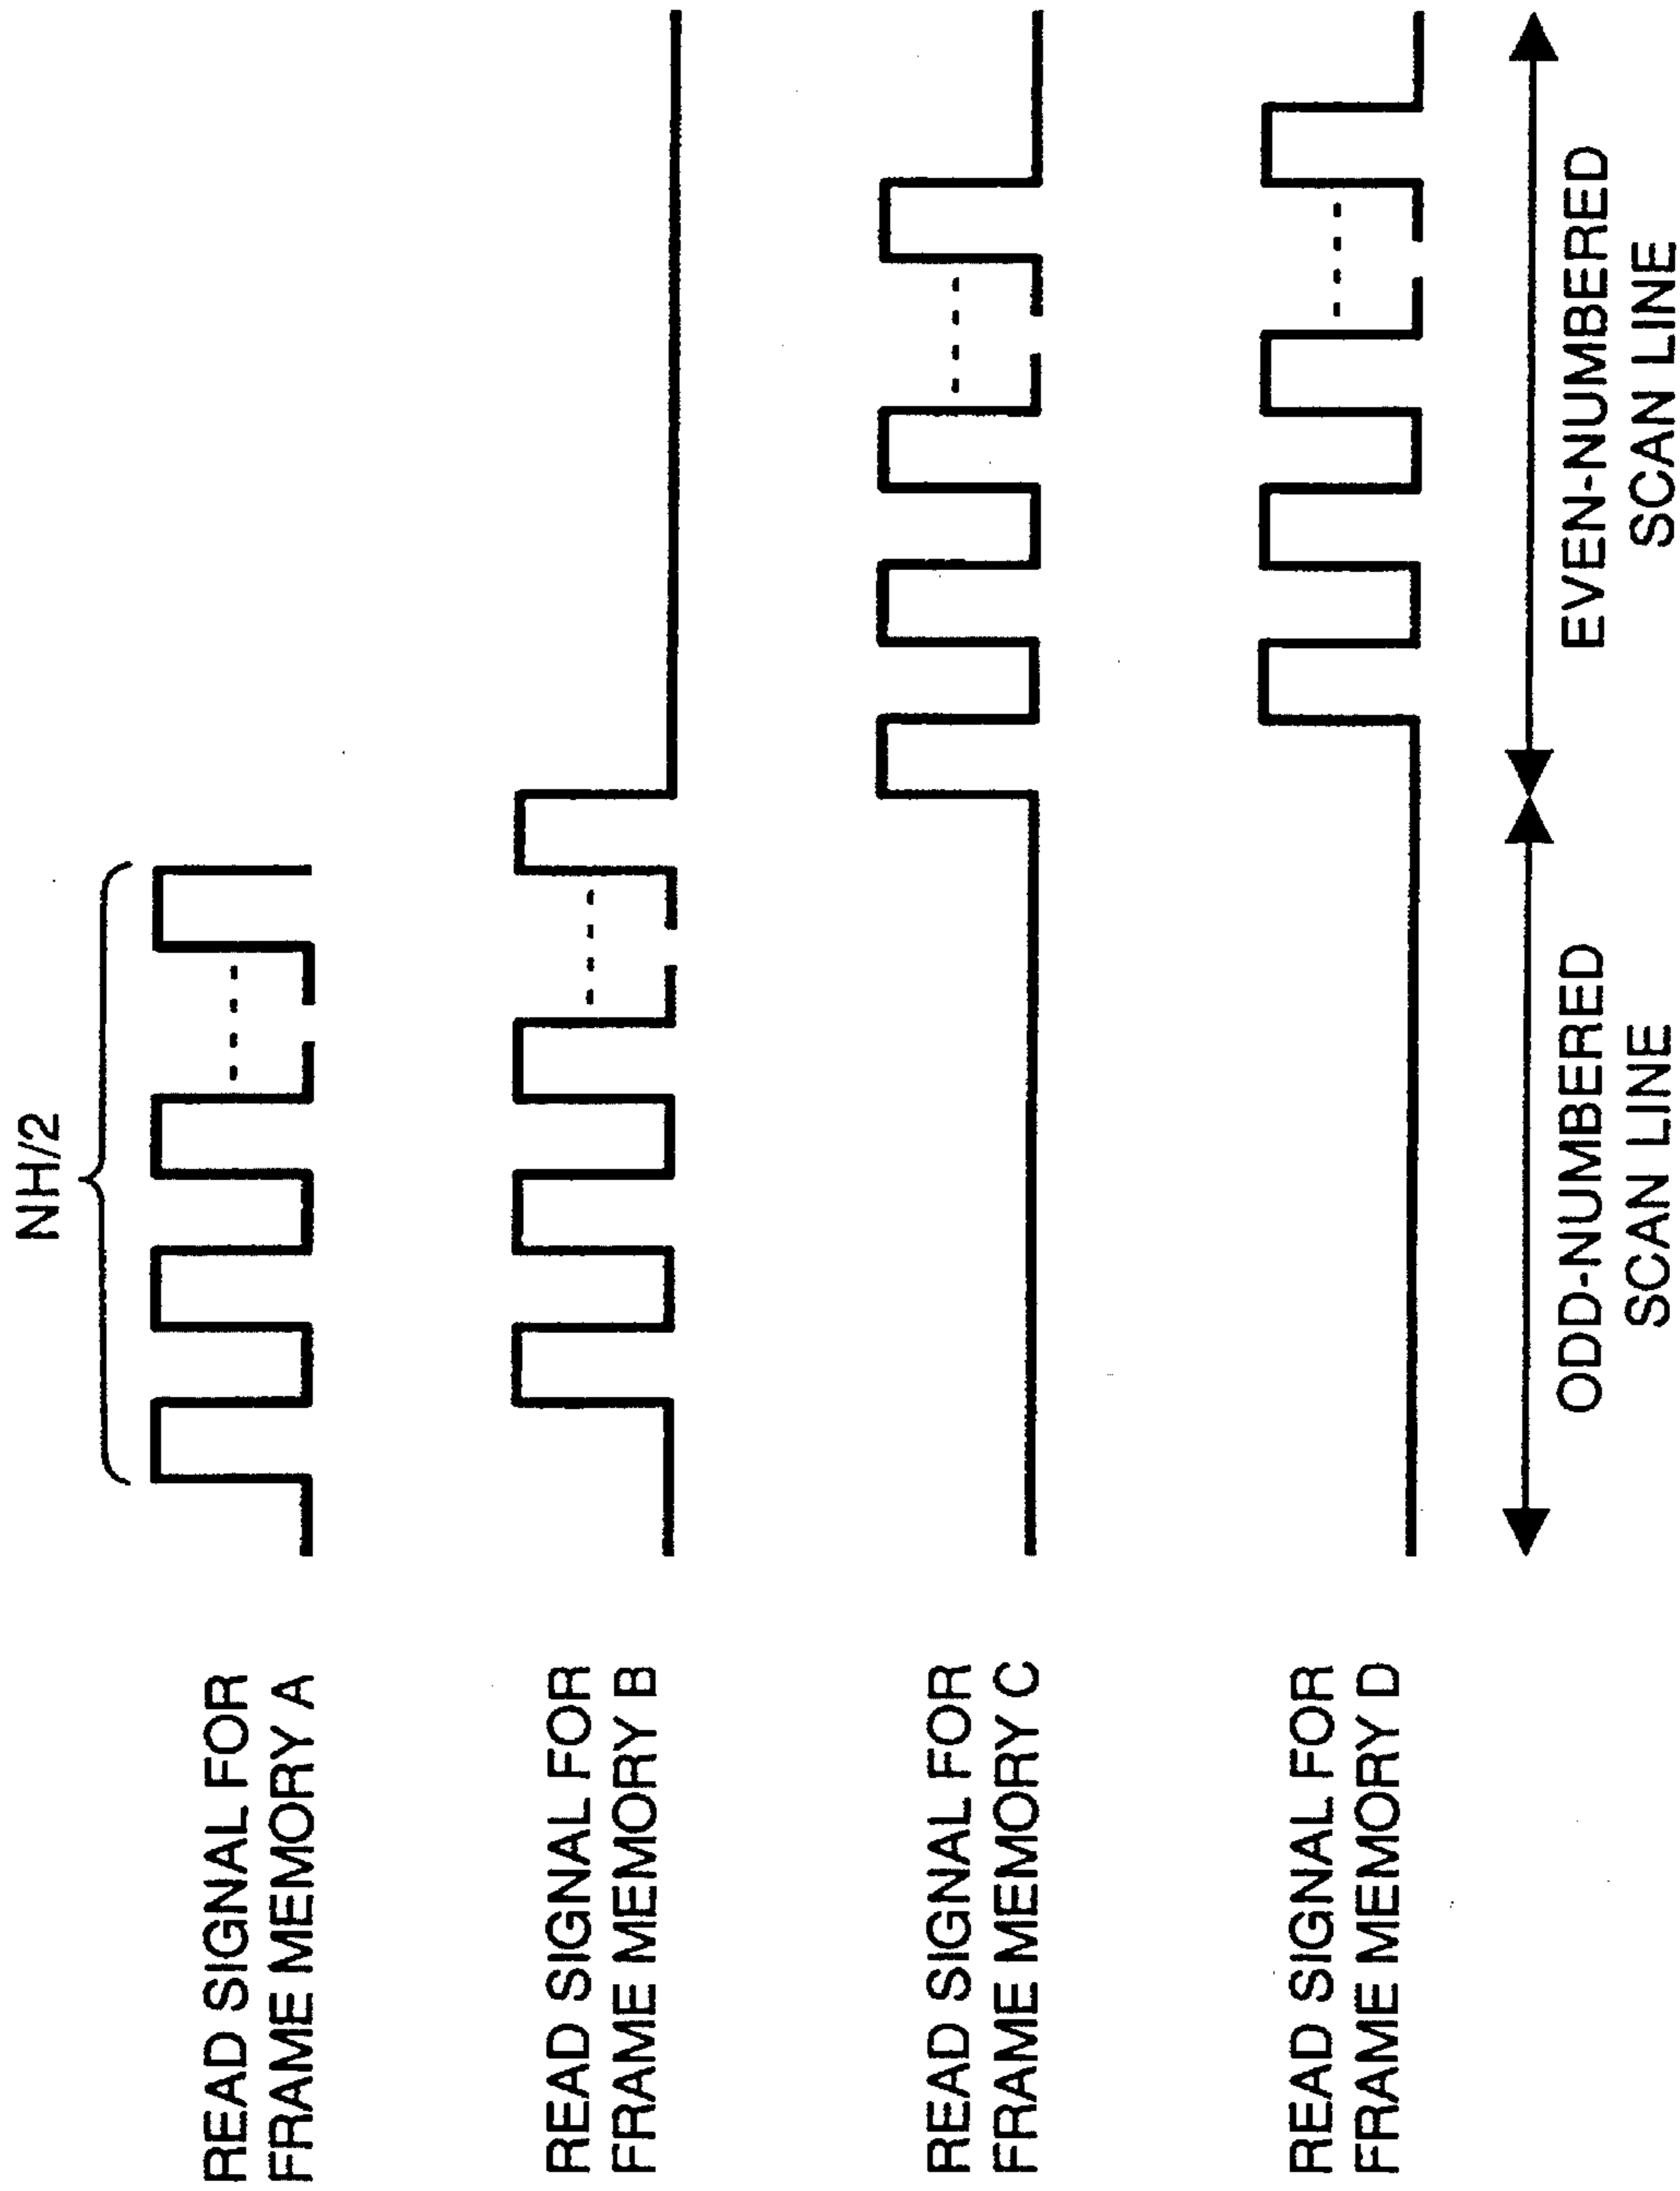 NH/2
READ SIGNAL FOR
FRAME MEMORY A
READ SIGNAL FOR
FRAME MEMORY B
READ SIGNAL FOR
FRAME MEMORY C
READ SIGNAL FOR
FRAME MEMORY D
ODD-NUMBERED
SCAN LINE
EVEN-NUMBERED
SCAN LINE